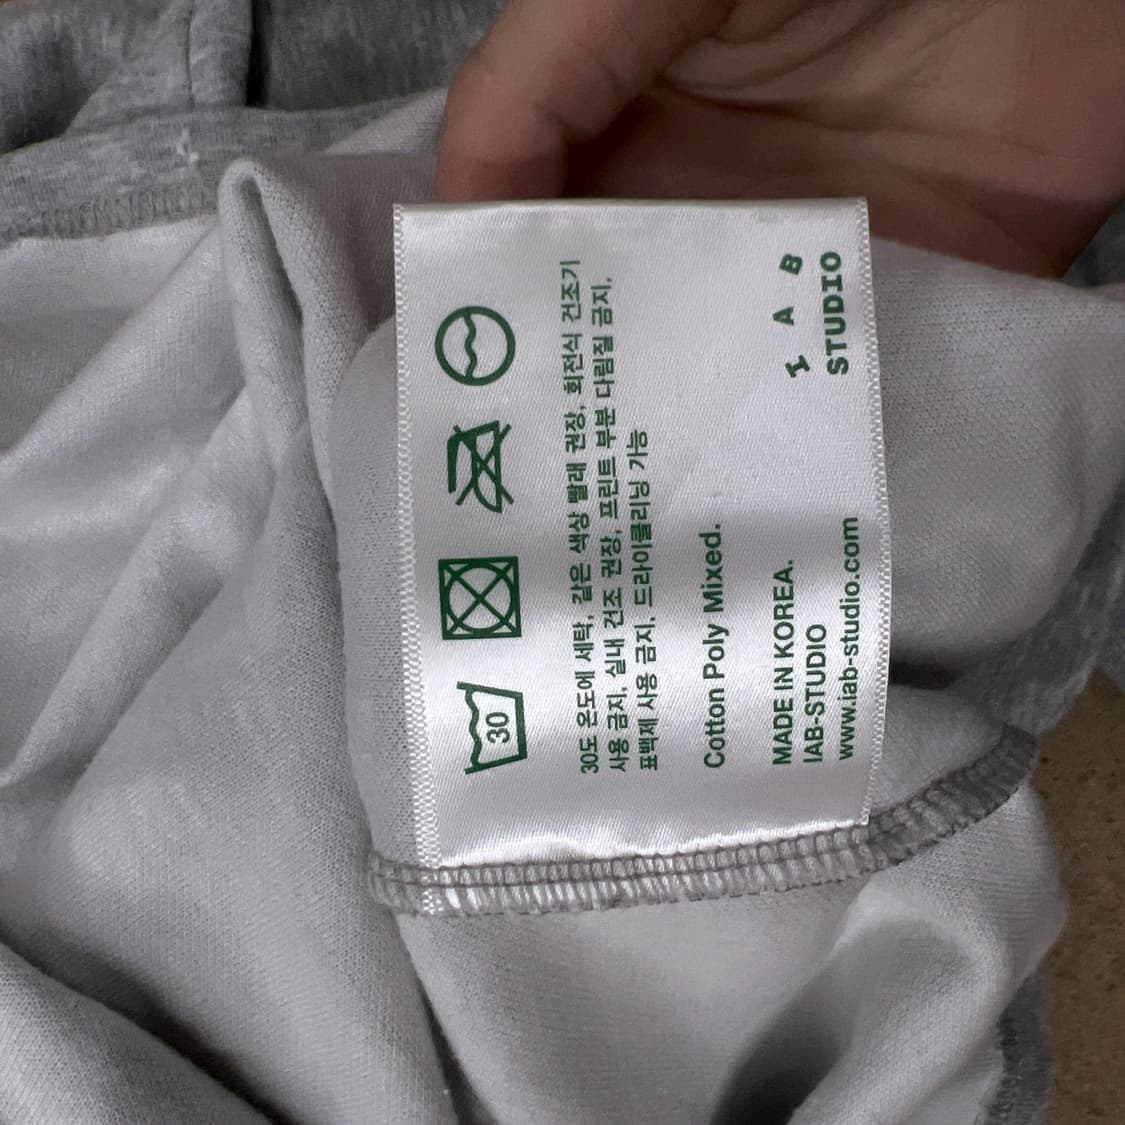 30
30도 온도에 세탁, 같은 색상 빨래 권장, 회전식 건조기
사용 금지, 실내 건조 권장, 프린트 부분 다림질 금지,
표백제 사용 금지, 드라이클리닝 가능
Cotton Poly Mixed.
MADE IN KOREA.
IAB-STUDIO
www.iab-studio.com
I A B
STUDIO